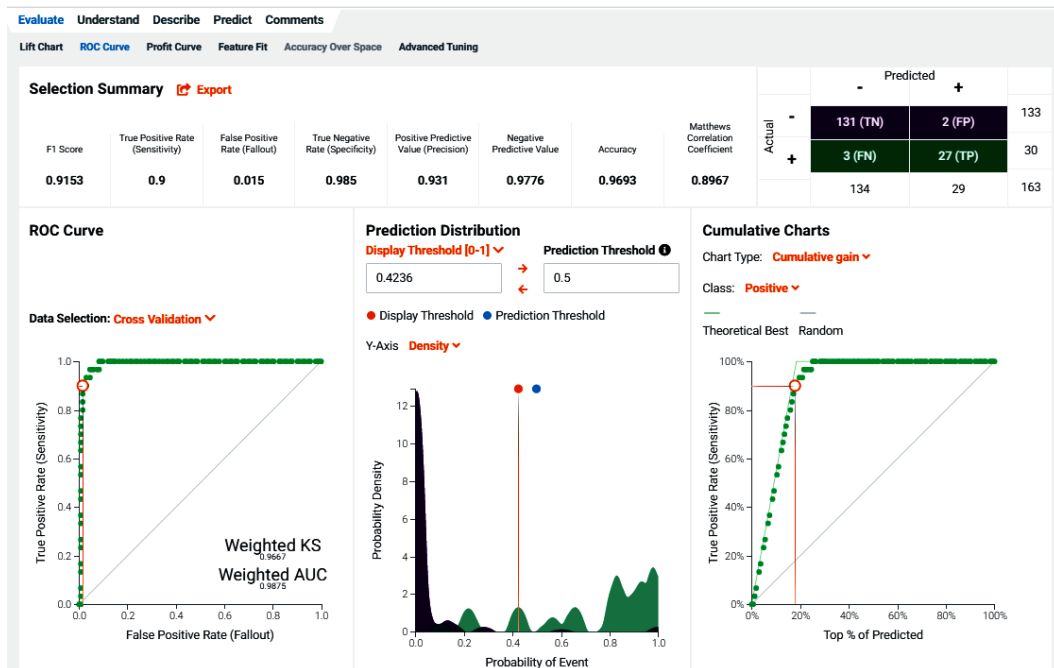 Evaluate Understand Describe Predict Comments
Lift Chart ROC Curve Profit Curve Feature Fit Accuracy Over Space Advanced Tuning
Selection Summary Export
F1 Score
0.9153
True Positive Rate
(Sensitivity)
0.9
False Positive
Rate (Fallout)
0.015
True Negative
Rate (Specificity)
0.985
Positive Predictive
Value (Precision)
0.931
Negative
Predictive Value
0.9776
Accuracy
0.9693
Matthews
Correlation
Coefficient
0.8967
Predicted
- +
Actual
- 131 (TN) 2 (FP) 133
+ 3 (FN) 27 (TP) 30
134 29 163
ROC Curve
Data Selection: Cross Validation
True Positive Rate (Sensitivity)
1.0
0.8
0.6
0.4
0.2
0.0
Weighted KS
0.9667
Weighted AUC
0.9875
0.0 0.2 0.4 0.6 0.8 1.0
False Positive Rate (Fallout)
Prediction Distribution
Display Threshold [0-1] Prediction Threshold
0.4236 0.5
Display Threshold Prediction Threshold
Y-Axis Density
Probability Density
12
10
8
6
4
2
0
0.0 0.2 0.4 0.6 0.8 1.0
Probability of Event
Cumulative Charts
Chart Type: Cumulative gain
Class: Positive
Theoretical Best Random
True Positive Rate (Sensitivity)
100%
80%
60%
40%
20%
0%
0% 20% 40% 60% 80% 100%
Top % of Predicted